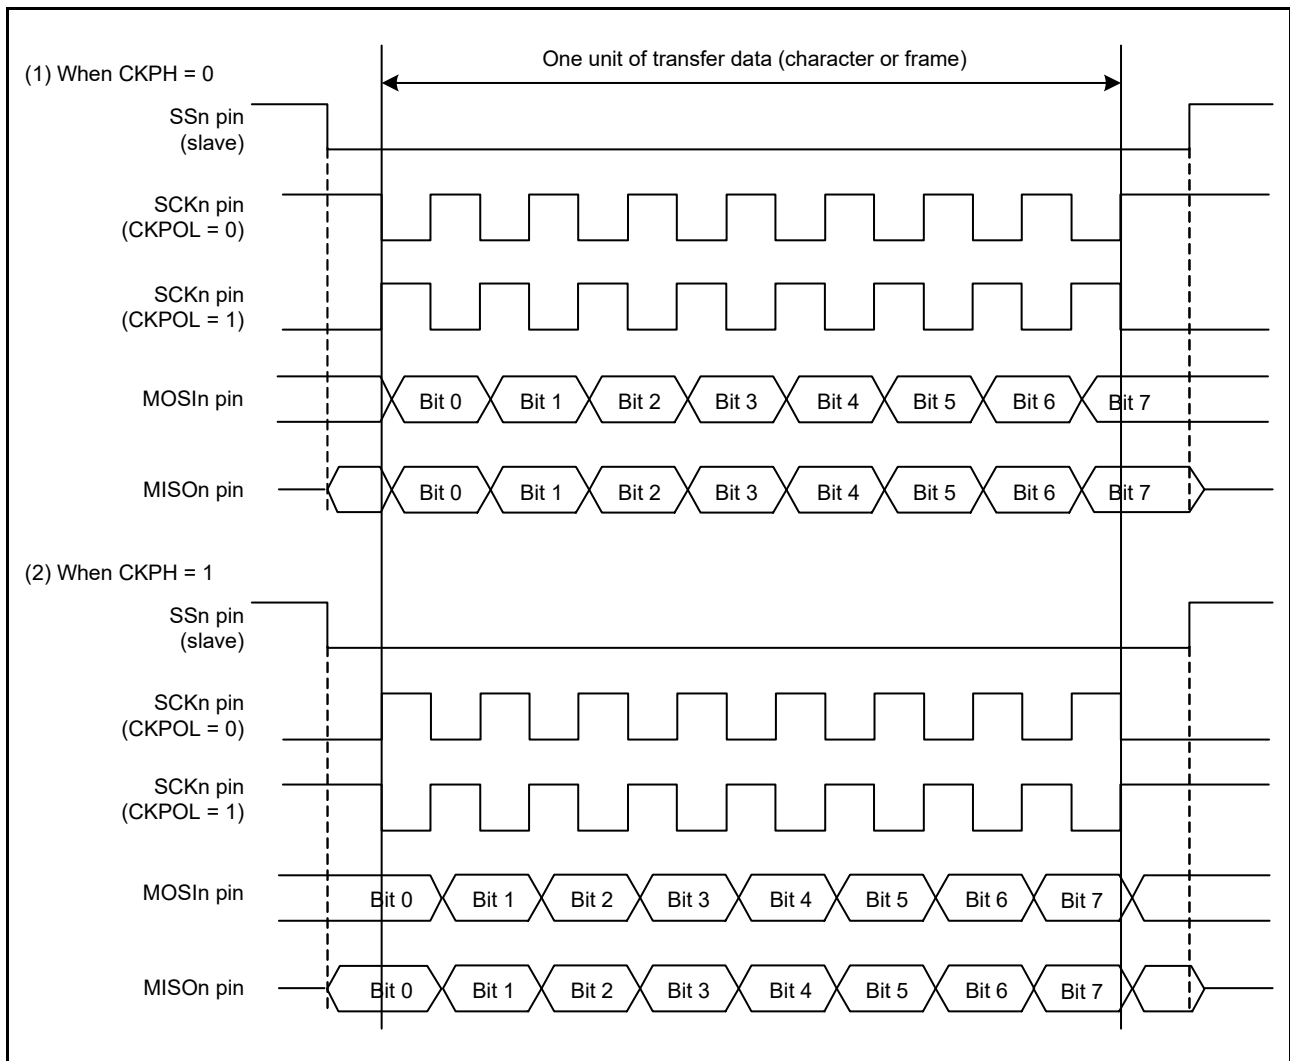 One unit of transfer data (character or frame)
(1) When CKPH = 0
SSn pin
(slave)
SCKn pin
(CKPOL = 0)
SCKn pin
(CKPOL = 1)
MOSIn pin
Bit 0 Bit 1 Bit 2 Bit 3 Bit 4 Bit 5 Bit 6 Bit 7
MISOn pin
Bit 0 Bit 1 Bit 2 Bit 3 Bit 4 Bit 5 Bit 6 Bit 7
(2) When CKPH = 1
SSn pin
(slave)
SCKn pin
(CKPOL = 0)
SCKn pin
(CKPOL = 1)
MOSIn pin
Bit 0 Bit 1 Bit 2 Bit 3 Bit 4 Bit 5 Bit 6 Bit 7
MISOn pin
Bit 0 Bit 1 Bit 2 Bit 3 Bit 4 Bit 5 Bit 6 Bit 7